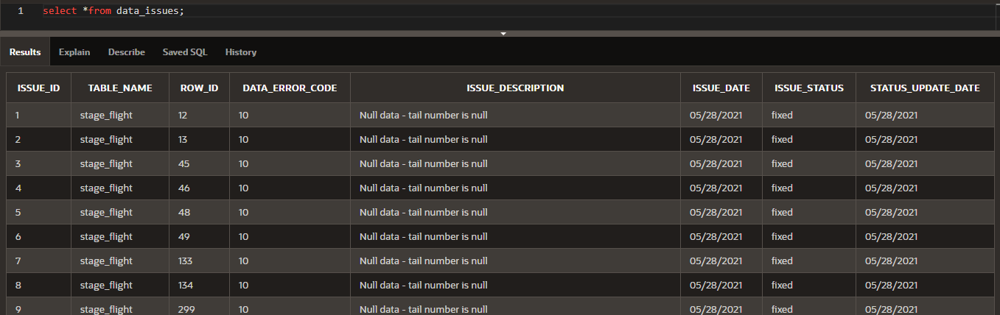 1 select *from data_issues;
Results Explain Describe Saved SQL History
ISSUE_ID TABLE_NAME ROW_ID DATA_ERROR_CODE ISSUE_DESCRIPTION ISSUE_DATE ISSUE_STATUS STATUS_UPDATE_DATE
1 stage_flight 12 10 Null data - tail number is null 05/28/2021 fixed 05/28/2021
2 stage_flight 13 10 Null data - tail number is null 05/28/2021 fixed 05/28/2021
3 stage_flight 45 10 Null data - tail number is null 05/28/2021 fixed 05/28/2021
4 stage_flight 46 10 Null data - tail number is null 05/28/2021 fixed 05/28/2021
5 stage_flight 48 10 Null data - tail number is null 05/28/2021 fixed 05/28/2021
6 stage_flight 49 10 Null data - tail number is null 05/28/2021 fixed 05/28/2021
7 stage_flight 133 10 Null data - tail number is null 05/28/2021 fixed 05/28/2021
8 stage_flight 134 10 Null data - tail number is null 05/28/2021 fixed 05/28/2021
9 stage_flight 299 10 Null data - tail number is null 05/28/2021 fixed 05/28/2021